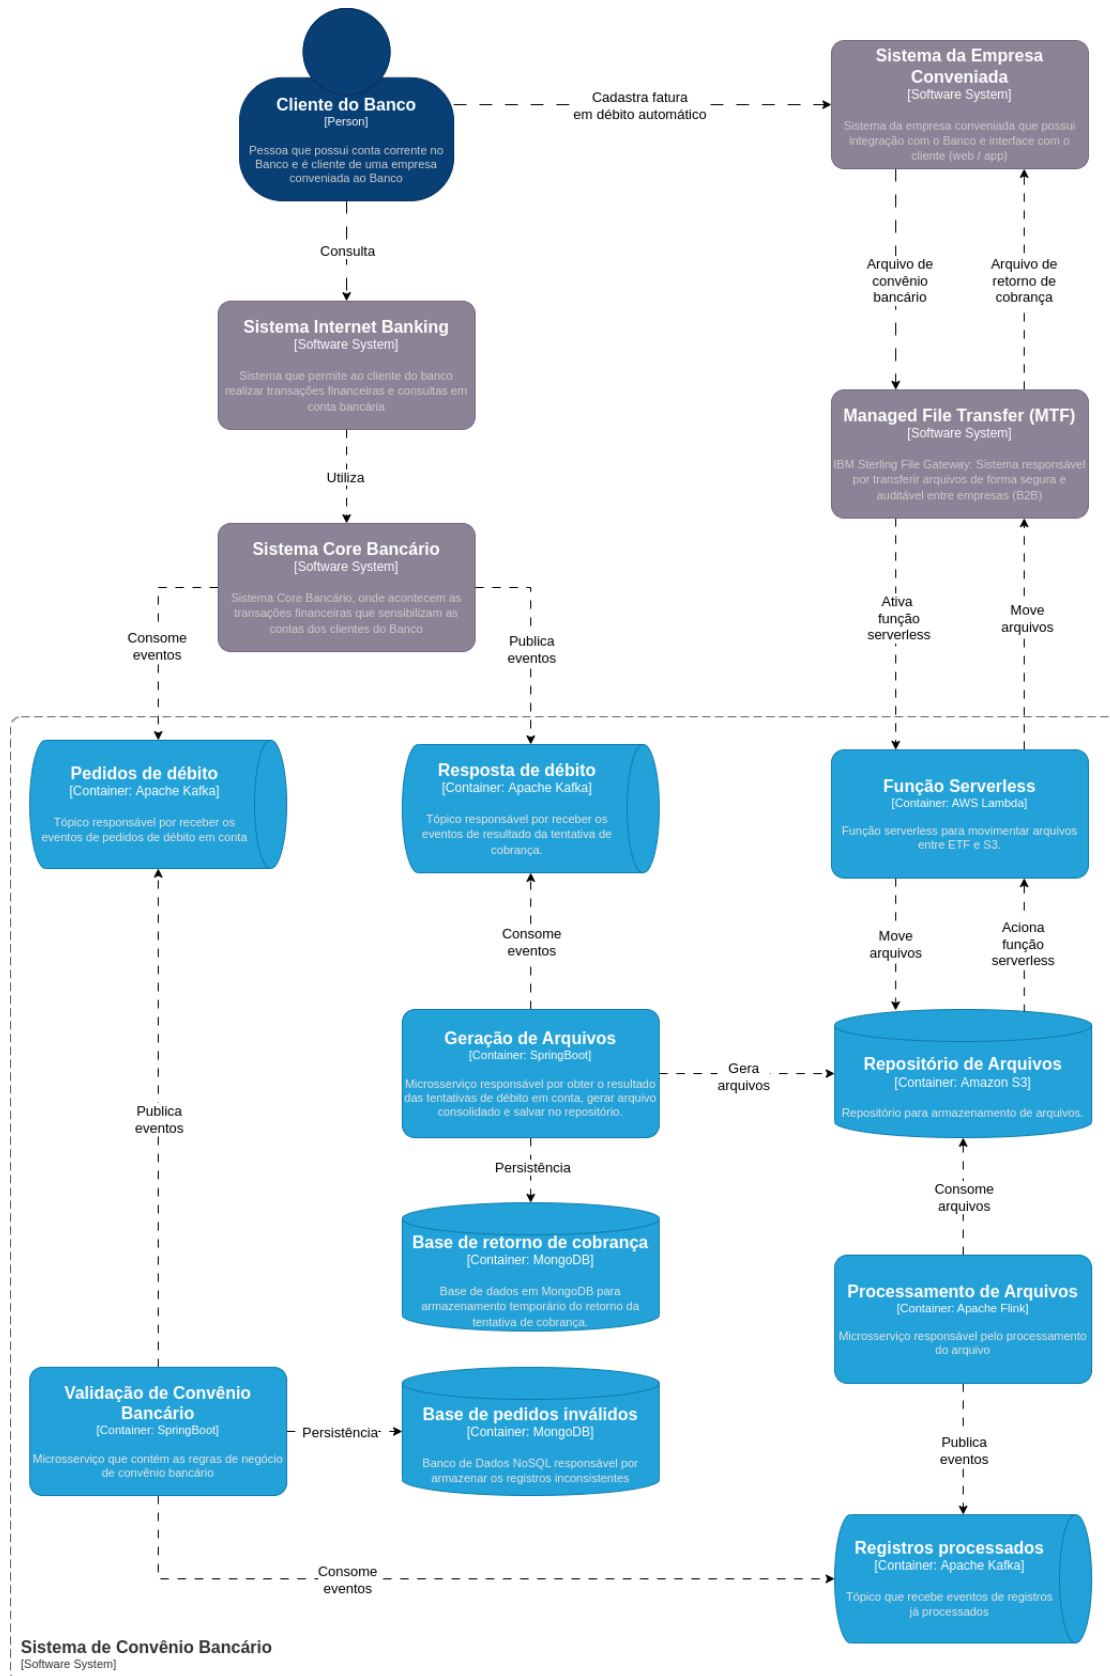 Cliente do Banco
[Person]
Pessoa que possui conta corrente no
Banco e é cliente de uma empresa
conveniada ao Banco
Cadastra fatura
em débito automático
Sistema da Empresa
Conveniada
[Software System]
Sistema da empresa conveniada que possui
integração com o Banco e interface com o
cliente (web / app)
Consulta
Arquivo de
convênio
bancário
Arquivo de
retorno de
cobrança
Sistema Internet Banking
[Software System]
Sistema que permite ao cliente do banco
realizar transações financeiras e consultas em
conta bancária
Managed File Transfer (MTF)
[Software System]
IBM Sterling File Gateway: Sistema responsável
por transferir arquivos de forma segura e
auditável entre empresas (B2B)
Utiliza
Sistema Core Bancário
[Software System]
Sistema Core Bancário, onde acontecem as
transações financeiras que sensibilizam as
contas dos clientes do Banco
Consome
eventos
Publica
eventos
Ativa
função
serverless
Move
arquivos
Pedidos de débito
[Container: Apache Kafka]
Tópico responsável por receber os
eventos de pedidos de débito em conta
Resposta de débito
[Container: Apache Kafka]
Tópico responsável por receber os
eventos de resultado da tentativa de
cobrança.
Função Serverless
[Container: AWS Lambda]
Função serverless para movimentar arquivos
entre ETF e S3.
Consome
eventos
Move
arquivos
Aciona
função
serverless
Geração de Arquivos
[Container: SpringBoot]
Microsserviço responsável por obter o resultado
das tentativas de débito em conta, gerar arquivo
consolidado e salvar no repositório.
Gera
arquivos
Repositório de Arquivos
[Container: Amazon S3]
Repositório para armazenamento de arquivos.
Publica
eventos
Persistência
Consome
arquivos
Base de retorno de cobrança
[Container: MongoDB]
Base de dados em MongoDB para
armazenamento temporário do retorno da
tentativa de cobrança.
Processamento de Arquivos
[Container: Apache Flink]
Microsserviço responsável pelo processamento
do arquivo
Validação de Convênio
Bancário
[Container: SpringBoot]
Microsserviço que contém as regras de negócio
de convênio bancário
Persistência
Base de pedidos inválidos
[Container: MongoDB]
Banco de Dados NoSQL responsável por
armazenar os registros inconsistentes
Publica
eventos
Consome
eventos
Registros processados
[Container: Apache Kafka]
Tópico que recebe eventos de registros
já processados
Sistema de Convênio Bancário
[Software System]